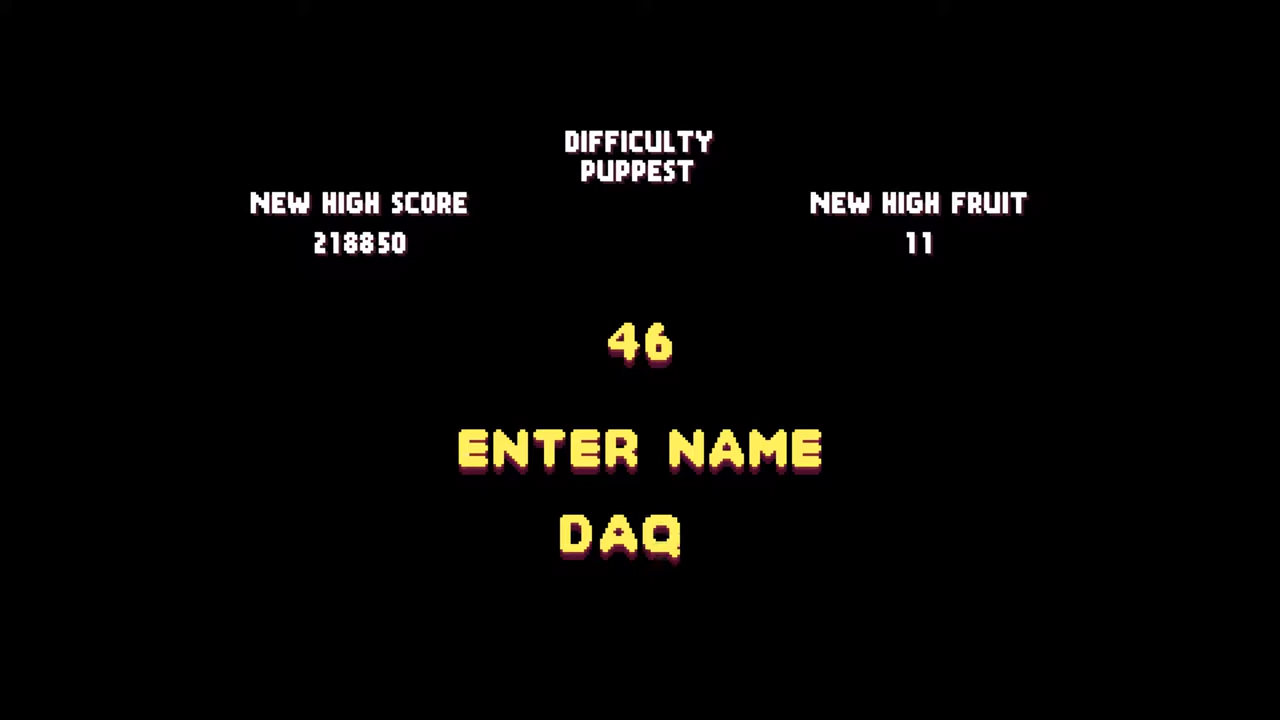 DIFFICULTY
PUPPEST
NEW HIGH SCORE
218850
NEW HIGH FRUIT
11
46
ENTER NAME
DAQ